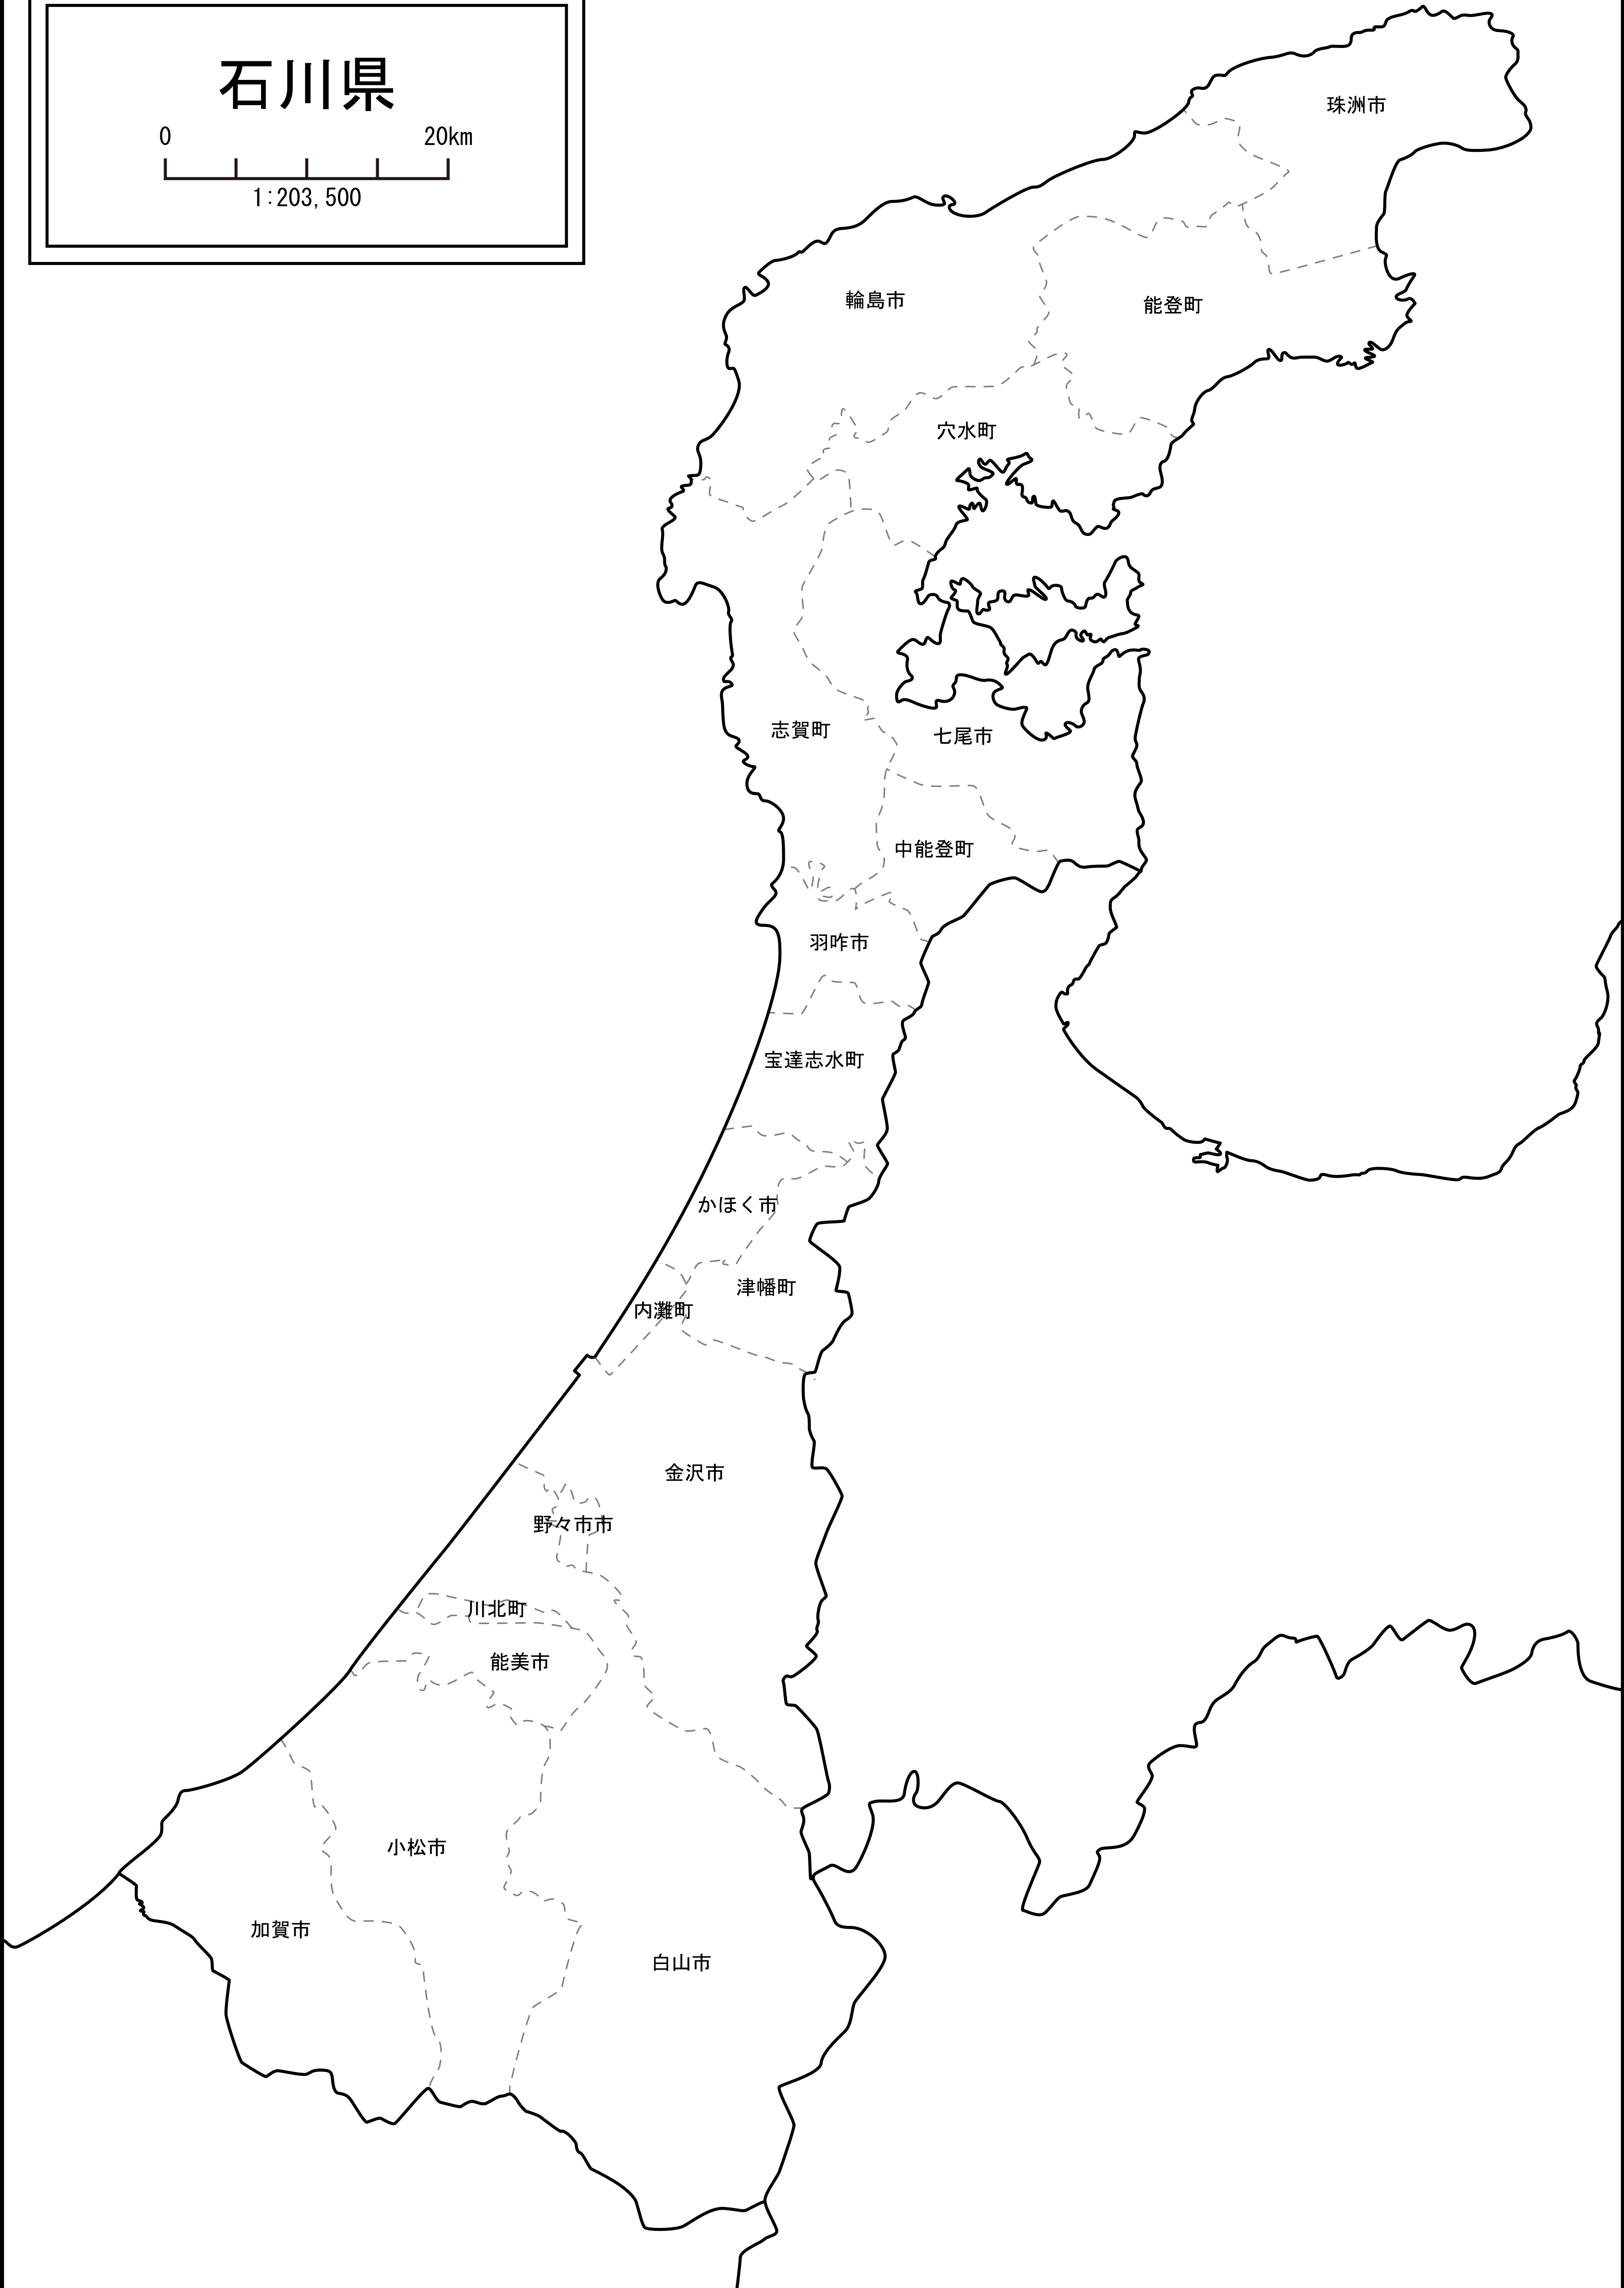 石川県
0 20km
1:203,500
珠洲市
輪島市
能登町
穴水町
志賀町
七尾市
中能登町
羽咋市
宝達志水町
かほく市
津幡町
内灘町
金沢市
野々市市
川北町
能美市
小松市
加賀市
白山市